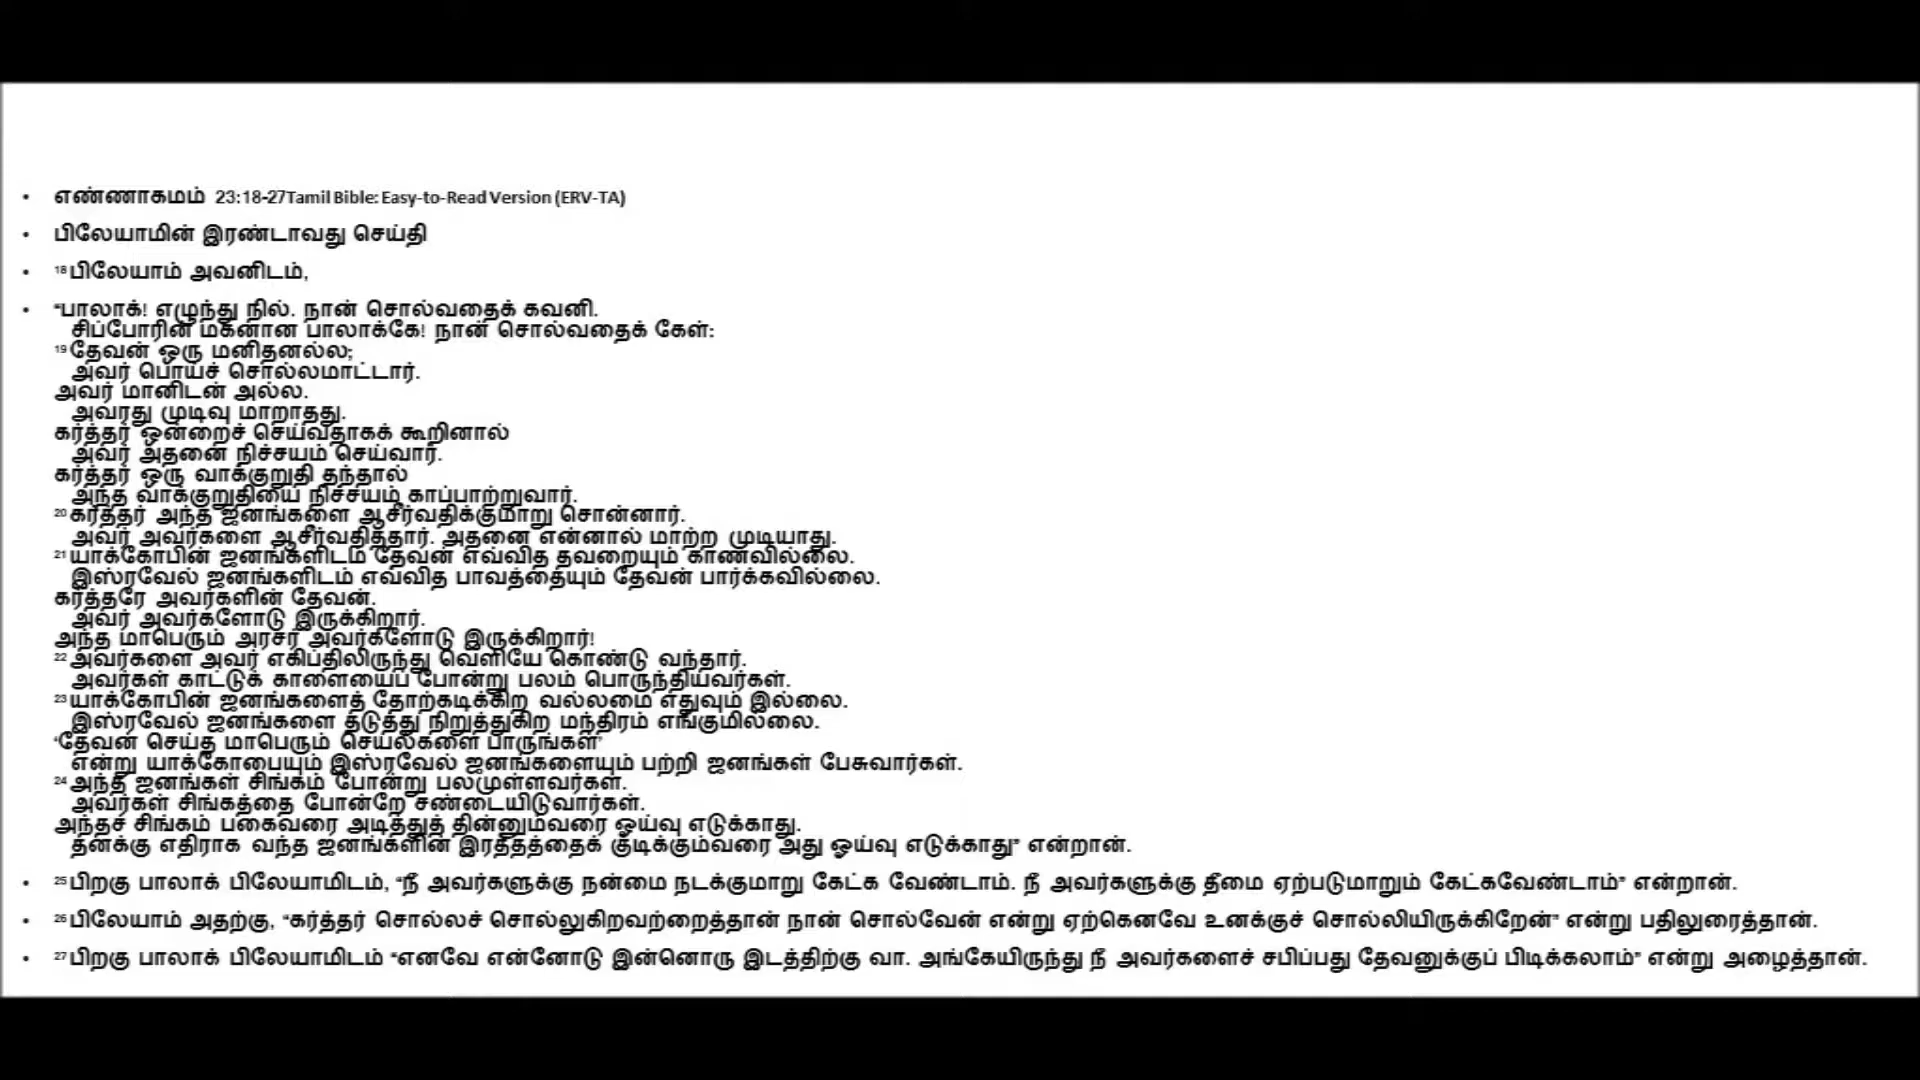 • எண்ணாகமம் 23:18-27Tamil Bible: Easy-to-Read Version (ERV-TA)
• பிலேயாமின் இரண்டாவது செய்தி
• 18 பிலேயாம் அவனிடம்,
• “பாலாக்! எழுந்து நில். நான் சொல்வதைக் கவனி.
சிப்போரின் மகனான பாலாக்கே! நான் சொல்வதைக் கேள்:
19 தேவன் ஒரு மனிதனல்ல;
அவர் பொய்ச் சொல்லமாட்டார்.
அவர் மானிடன் அல்ல.
அவரது முடிவு மாறாதது.
கர்த்தர் ஒன்றைச் செய்வதாகக் கூறினால்
அவர் அதனை நிச்சயம் செய்வார்.
கர்த்தர் ஒரு வாக்குறுதி தந்தால்
அந்த வாக்குறுதியை நிச்சயம் காப்பாற்றுவார்.
20 கர்த்தர் அந்த ஜனங்களை ஆசீர்வதிக்குமாறு சொன்னார்.
அவர் அவர்களை ஆசீர்வதித்தார். அதனை என்னால் மாற்ற முடியாது.
21 யாக்கோபின் ஜனங்களிடம் தேவன் எவ்வித தவறையும் காணவில்லை.
இஸ்ரவேல் ஜனங்களிடம் எவ்வித பாவத்தையும் தேவன் பார்க்கவில்லை.
கர்த்தரே அவர்களின் தேவன்.
அவர் அவர்களோடு இருக்கிறார்.
அந்த மாபெரும் அரசர் அவர்களோடு இருக்கிறார்!
22 அவர்களை அவர் எகிப்திலிருந்து வெளியே கொண்டு வந்தார்.
அவர்கள் காட்டுக் காளையைப் போன்று பலம் பொருந்தியவர்கள்.
23 யாக்கோபின் ஜனங்களைத் தோற்கடிக்கிற வல்லமை எதுவும் இல்லை.
இஸ்ரவேல் ஜனங்களை தடுத்து நிறுத்துகிற மந்திரம் எங்குமில்லை.
‘தேவன் செய்த மாபெரும் செயல்களை பாருங்கள்’
என்று யாக்கோபையும் இஸ்ரவேல் ஜனங்களையும் பற்றி ஜனங்கள் பேசுவார்கள்.
24 அந்த ஜனங்கள் சிங்கம் போன்று பலமுள்ளவர்கள்.
அவர்கள் சிங்கத்தை போன்றே சண்டையிடுவார்கள்.
அந்தச் சிங்கம் பகைவரை அடித்துத் தின்னும்வரை ஓய்வு எடுக்காது.
தனக்கு எதிராக வந்த ஜனங்களின் இரத்தத்தைக் குடிக்கும்வரை அது ஓய்வு எடுக்காது” என்றான்.
• 25 பிறகு பாலாக் பிலேயாமிடம், “நீ அவர்களுக்கு நன்மை நடக்குமாறு கேட்க வேண்டாம். நீ அவர்களுக்கு தீமை ஏற்படுமாறும் கேட்கவேண்டாம்” என்றான்.
• 26 பிலேயாம் அதற்கு, “கர்த்தர் சொல்லச் சொல்லுகிறவற்றைத்தான் நான் சொல்வேன் என்று ஏற்கெனவே உனக்குச் சொல்லியிருக்கிறேன்” என்று பதிலுரைத்தான்.
• 27 பிறகு பாலாக் பிலேயாமிடம் “எனவே என்னோடு இன்னொரு இடத்திற்கு வா. அங்கேயிருந்து நீ அவர்களைச் சபிப்பது தேவனுக்குப் பிடிக்கலாம்” என்று அழைத்தான்.